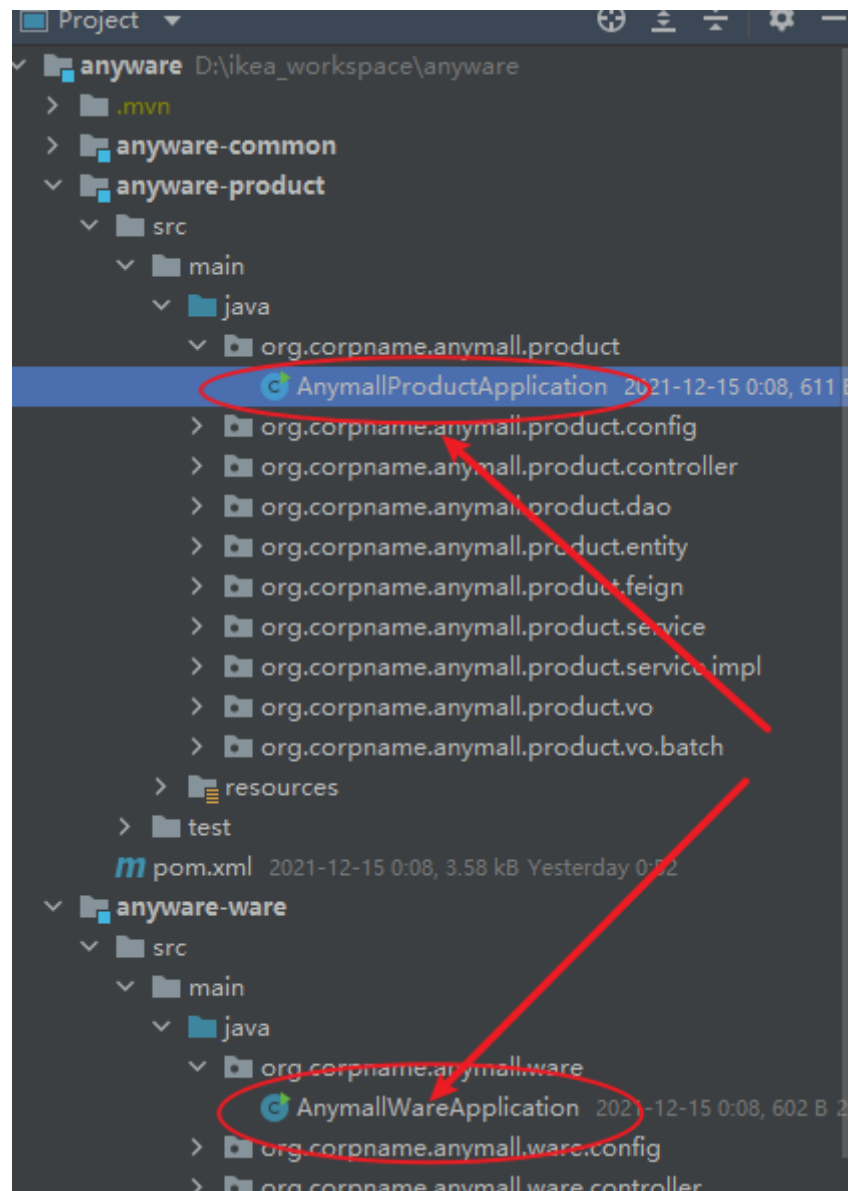 Project
anyware D:\ikea_workspace\anyware
.mvn
anyware-common
anyware-product
src
main
java
org.corpname.anymall.product
AnymallProductApplication 2021-12-15 0:08, 611 B
org.corpname.anymall.product.config
org.corpname.anymall.product.controller
org.corpname.anymall.product.dao
org.corpname.anymall.product.entity
org.corpname.anymall.product.feign
org.corpname.anymall.product.service
org.corpname.anymall.product.service.impl
org.corpname.anymall.product.vo
org.corpname.anymall.product.vo.batch
resources
test
pom.xml 2021-12-15 0:08, 3.58 kB Yesterday 0:52
anyware-ware
src
main
java
org.corpname.anymall.ware
AnymallWareApplication 2021-12-15 0:08, 602 B 2
org.corpname.anymall.ware.config
org.corpname.anymall.ware.controller